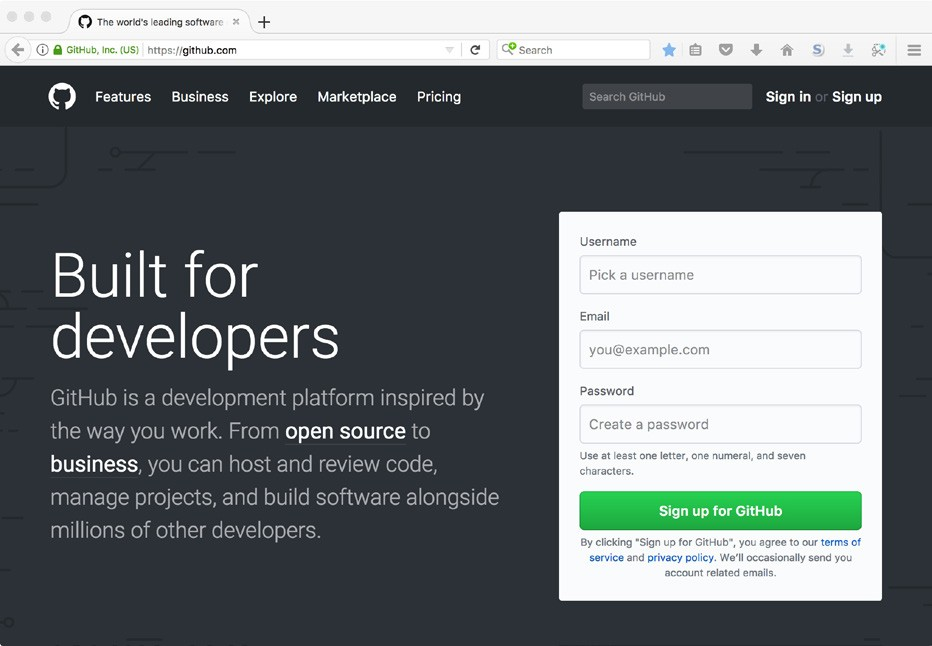 The world's leading software
GitHub, Inc. (US)
https://github.com
Search
Features
Business
Explore
Marketplace
Pricing
Search GitHub
Sign in or Sign up
Built for
developers
GitHub is a development platform inspired by
the way you work. From open source to
business, you can host and review code,
manage projects, and build software alongside
millions of other developers.
Username
Pick a username
Email
you@example.com
Password
Create a password
Use at least one letter, one numeral, and seven
characters.
Sign up for GitHub
By clicking "Sign up for GitHub", you agree to our terms of
service and privacy policy. We’ll occasionally send you
account related emails.